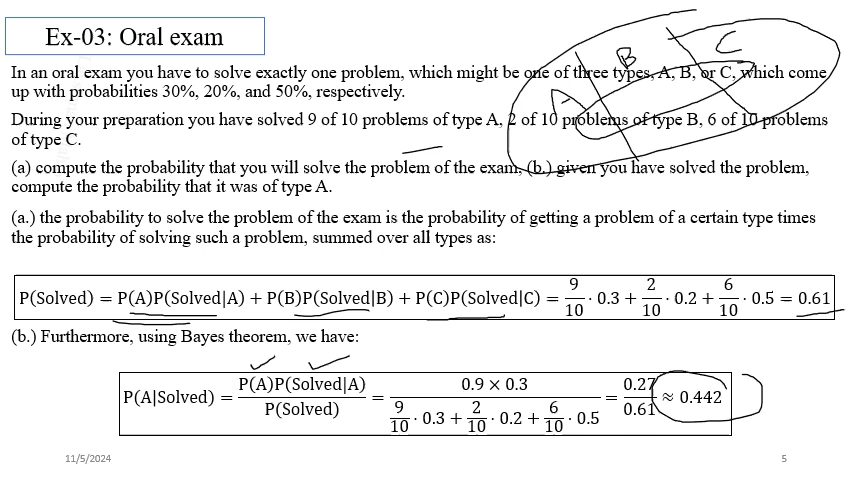 Ex-03: Oral exam
In an oral exam you have to solve exactly one problem, which might be one of three types, A, B, or C, which come
up with probabilities 30%, 20%, and 50%, respectively.
During your preparation you have solved 9 of 10 problems of type A, 2 of 10 problems of type B, 6 of 10 problems
of type C.
(a) compute the probability that you will solve the problem of the exam, (b.) given you have solved the problem,
compute the probability that it was of type A.
(a.) the probability to solve the problem of the exam is the probability of getting a problem of a certain type times
the probability of solving such a problem, summed over all types as:
P(Solved) = P(A)P(Solved|A) + P(B)P(Solved|B) + P(C)P(Solved|C) = 9/10 · 0.3 + 2/10 · 0.2 + 6/10 · 0.5 = 0.61
(b.) Furthermore, using Bayes theorem, we have:
P(A|Solved) = P(A)P(Solved|A) / P(Solved) = 0.9 × 0.3 / (9/10 · 0.3 + 2/10 · 0.2 + 6/10 · 0.5) = 0.27/0.61 ≈ 0.442
B
C
11/5/2024
5